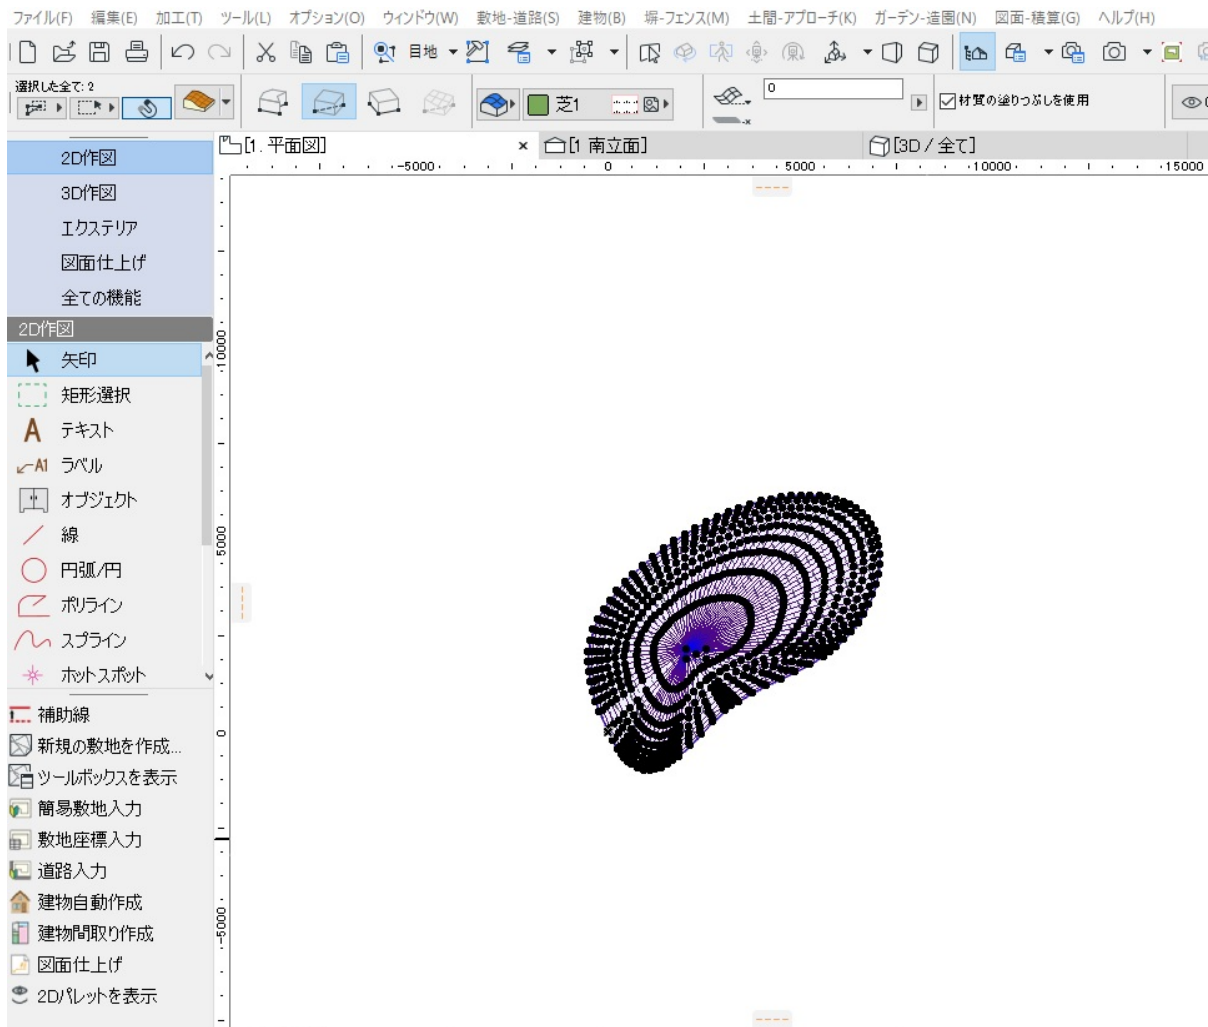 ファイル(F) 編集(E) 加工(T) ツール(L) オプション(O) ウィンドウ(W) 敷地-道路(S) 建物(B) 塀-フェンス(M) 土間-アプローチ(K) ガーデン-造園(N) 図面-積算(G) ヘルプ(H)
目地
選択した全て: 2
芝1
0
材質の塗りつぶしを使用
-x
[1. 平面図] × [1 南立面] [3D / 全て]
-5000 0 5000 10000 15000
2D作図
3D作図
エクステリア
図面仕上げ
全ての機能
2D作図
矢印
矩形選択
A テキスト
A1 ラベル
オブジェクト
線
円弧/円
ポリライン
スプライン
ホットスポット
補助線
新規の敷地を作成...
ツールボックスを表示
簡易敷地入力
敷地座標入力
道路入力
建物自動作成
建物間取り作成
図面仕上げ
2Dパレットを表示
10000
5000
0
-5000